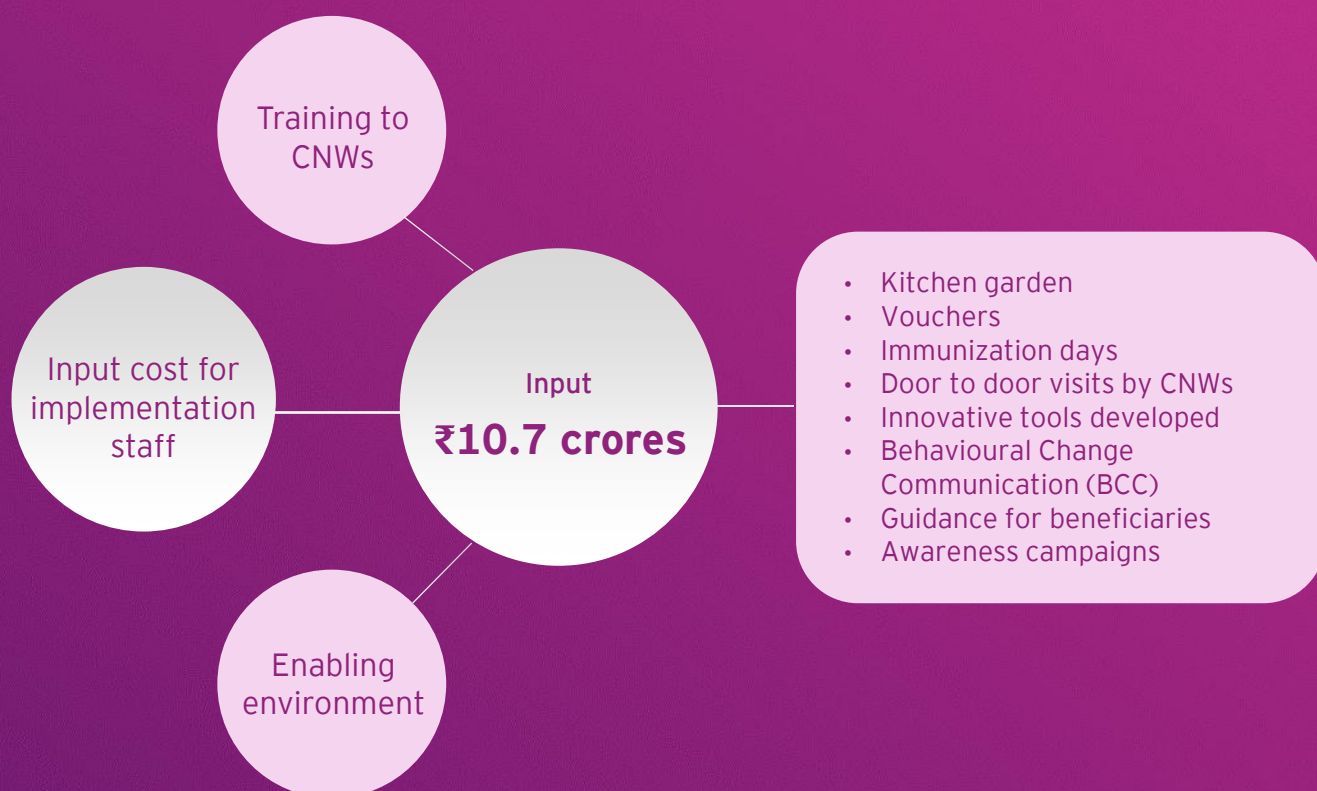 Training to
CNWs
Input cost for
implementation
staff
Enabling
environment
Input
₹10.7 crores
• Kitchen garden
• Vouchers
• Immunization days
• Door to door visits by CNWs
• Innovative tools developed
• Behavioural Change
Communication (BCC)
• Guidance for beneficiaries
• Awareness campaigns